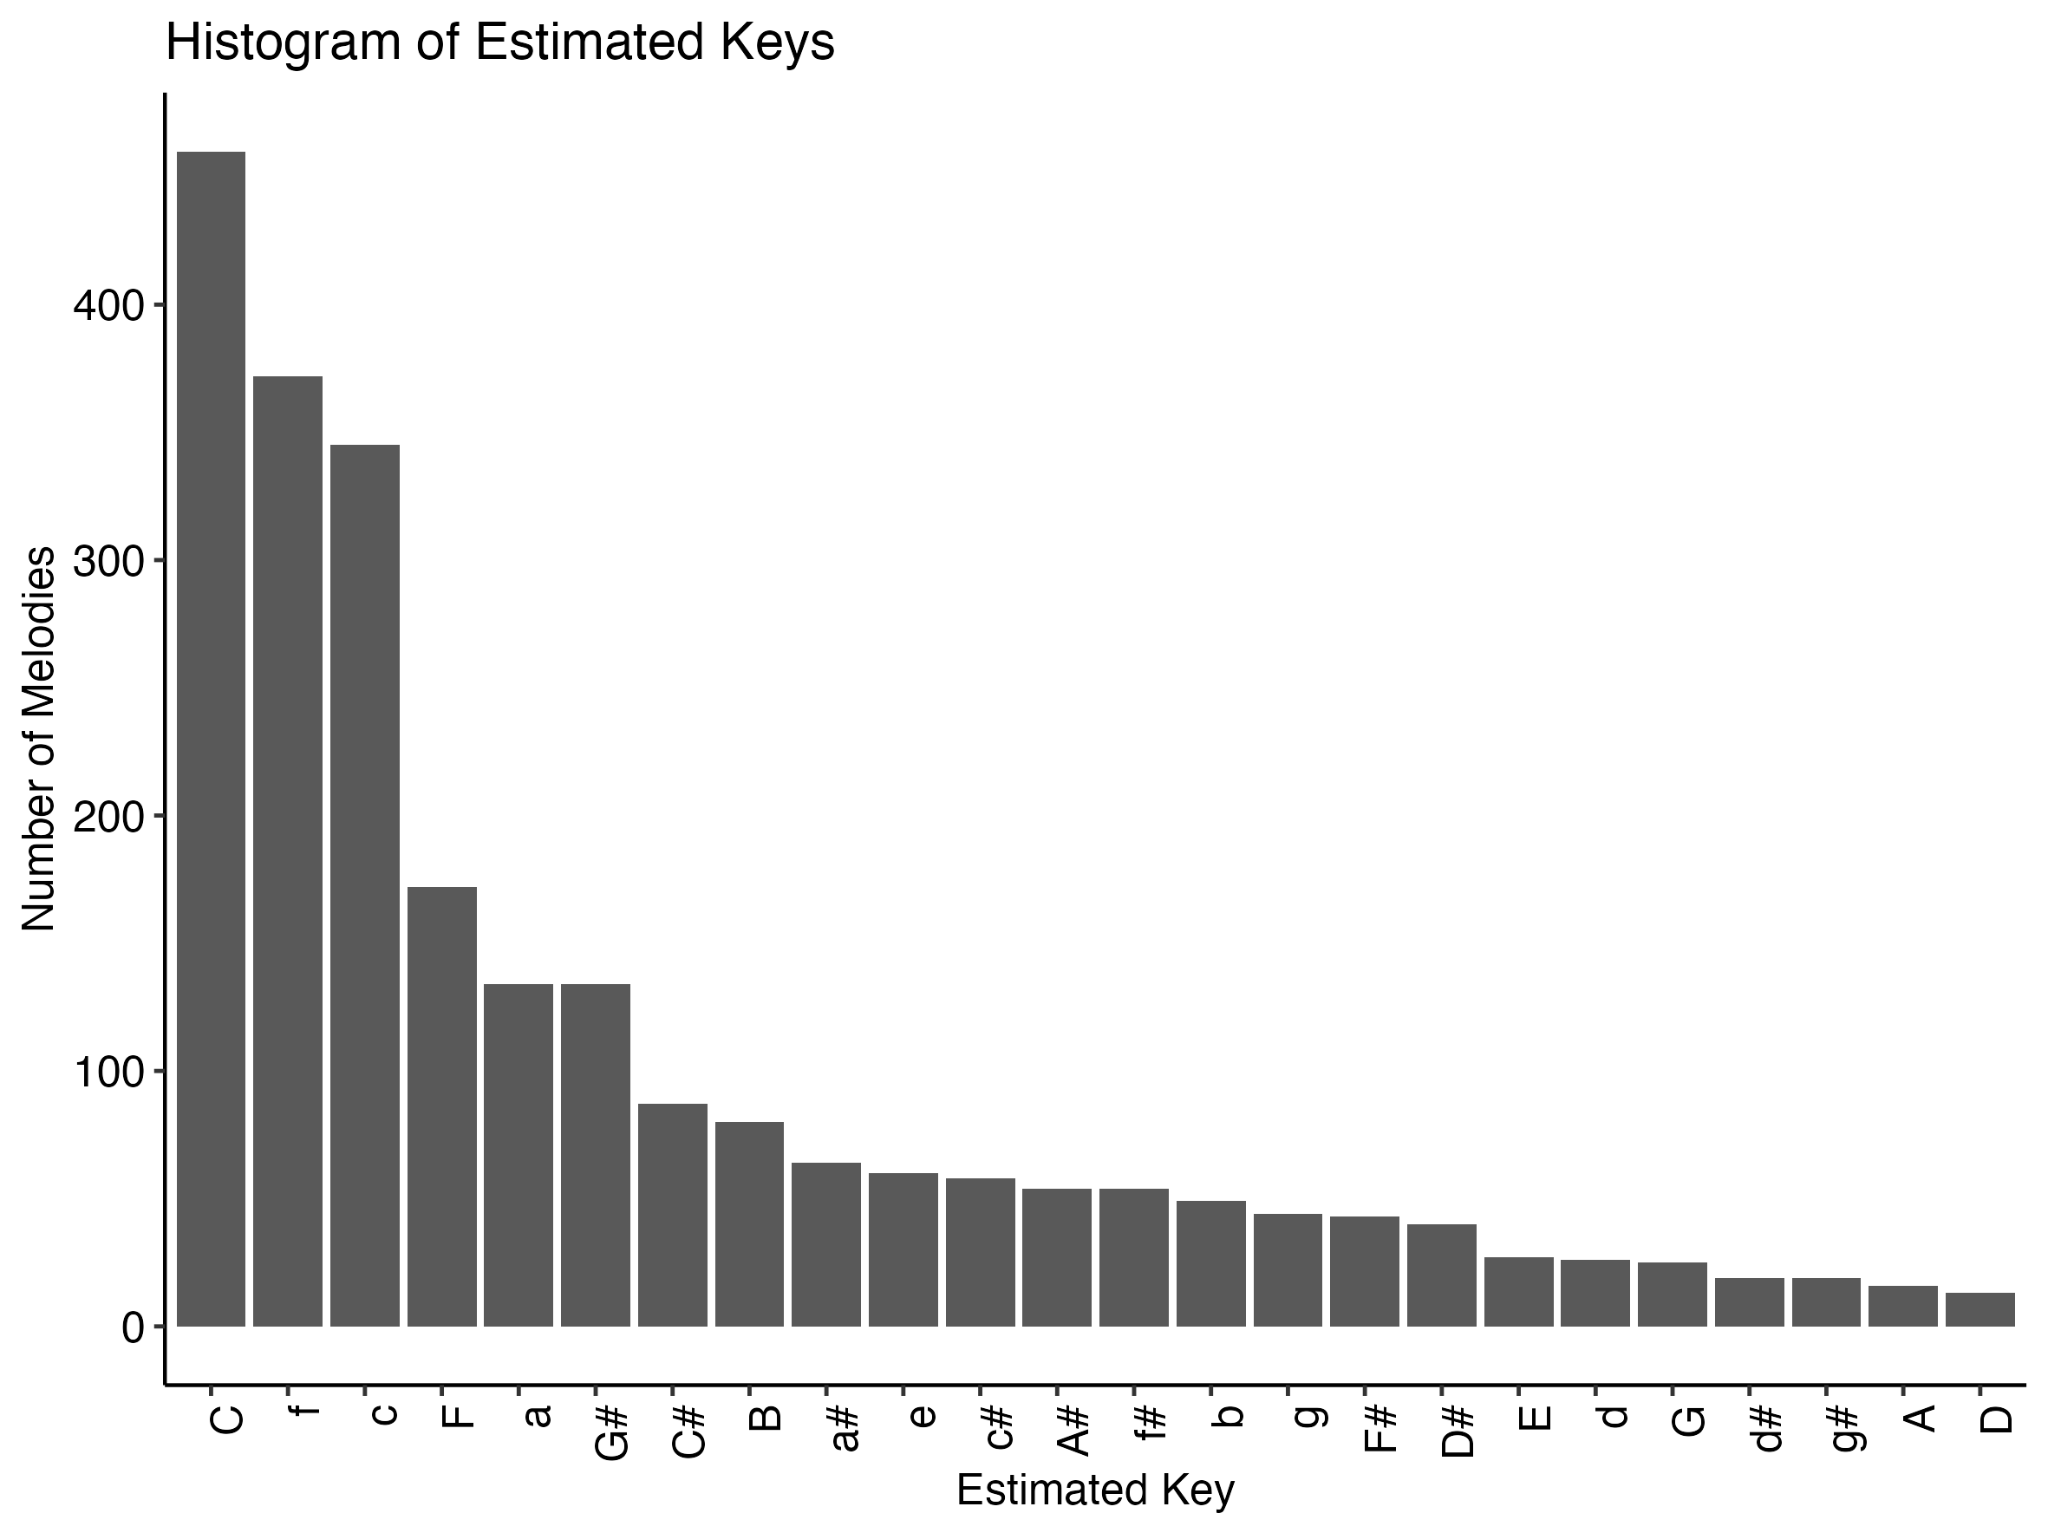 Histogram of Estimated Keys
Number of Melodies
400
300
200
100
0
C f c F a G# C# B a# e c# A# f# b g F# D# E d G d# g# A D
Estimated Key